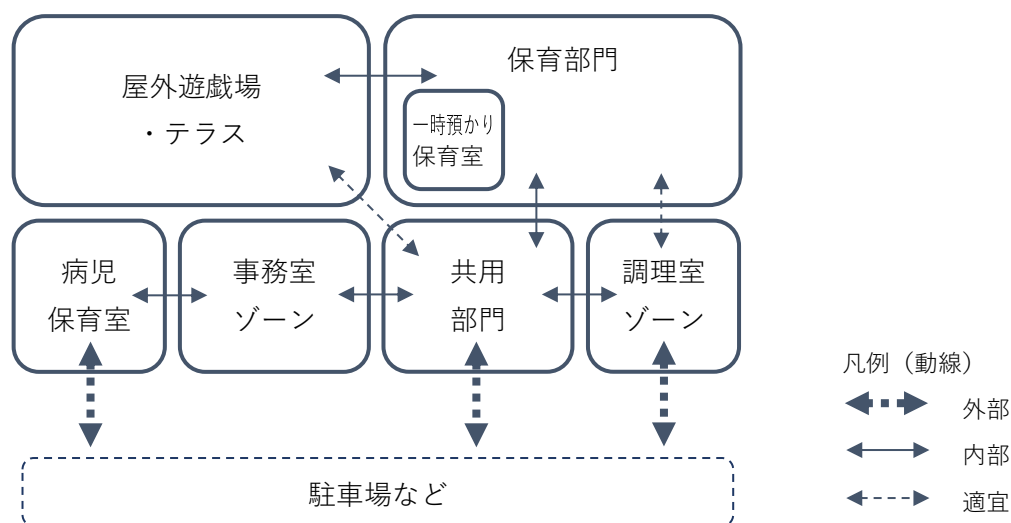 屋外遊戯場
・テラス
保育部門
一時預かり
保育室
病児
保育室
事務室
ゾーン
共用
部門
調理室
ゾーン
駐車場など
凡例（動線）
外部
内部
適宜